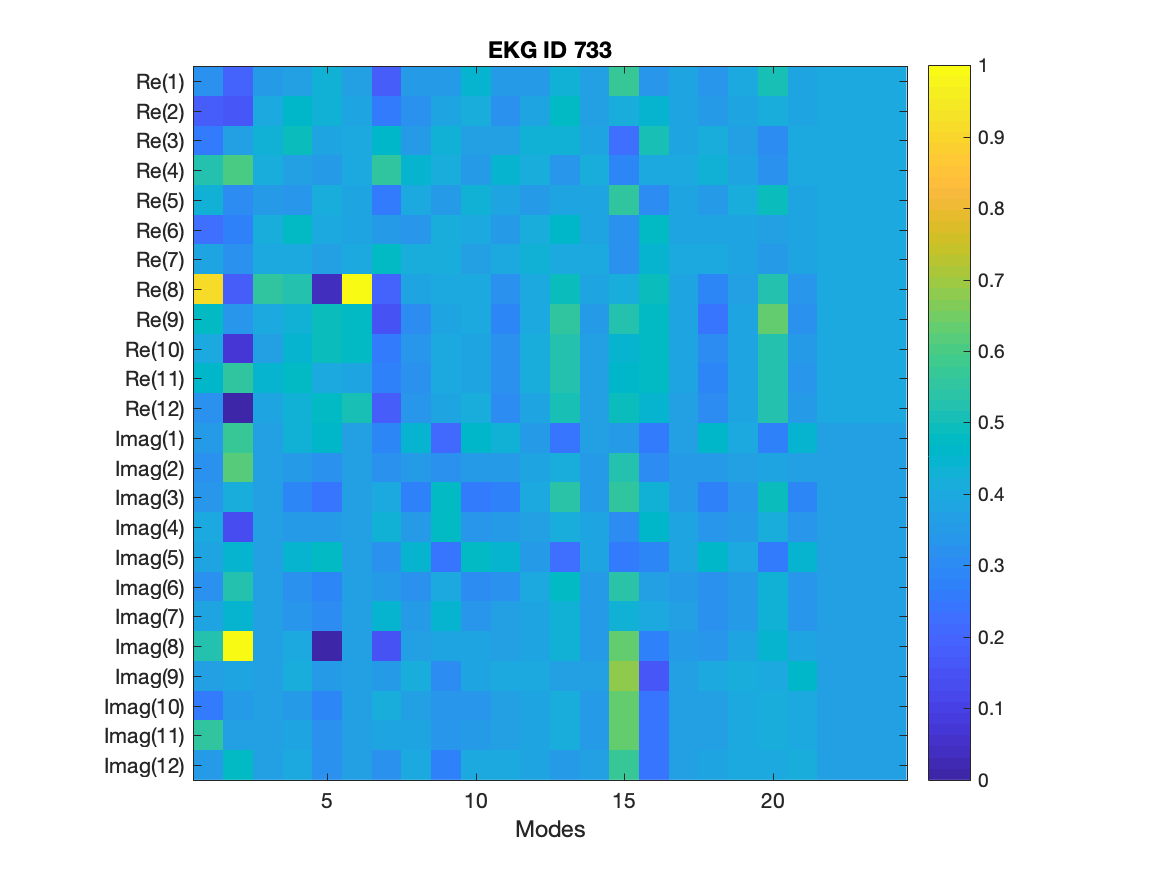 EKG ID 733
Re(1)
Re(2)
Re(3)
Re(4)
Re(5)
Re(6)
Re(7)
Re(8)
Re(9)
Re(10)
Re(11)
Re(12)
Imag(1)
Imag(2)
Imag(3)
Imag(4)
Imag(5)
Imag(6)
Imag(7)
Imag(8)
Imag(9)
Imag(10)
Imag(11)
Imag(12)
5 10 15 20
Modes
1
0.9
0.8
0.7
0.6
0.5
0.4
0.3
0.2
0.1
0